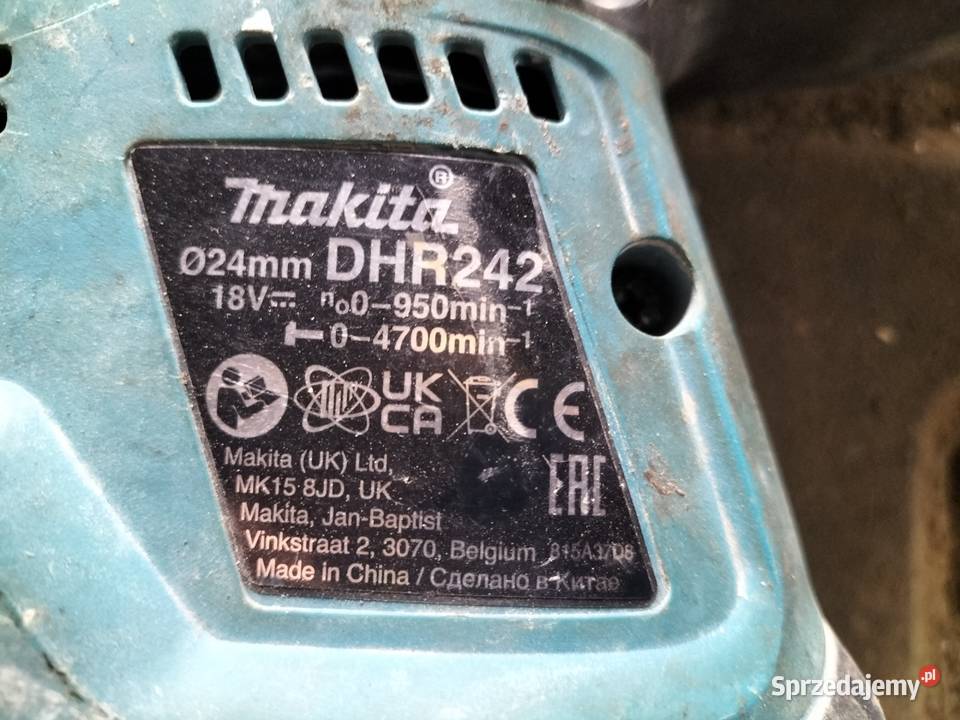 makita®
Ø24mm DHR242
18V⎓ n₀0-950min⁻¹
0-4700min⁻¹
UK
CA
CE
EAC
Makita (UK) Ltd,
MK15 8JD, UK
Makita, Jan-Baptist
Vinkstraat 2, 3070, Belgium
Made in China / Сделано в Китае
Sprzedajemy.pl